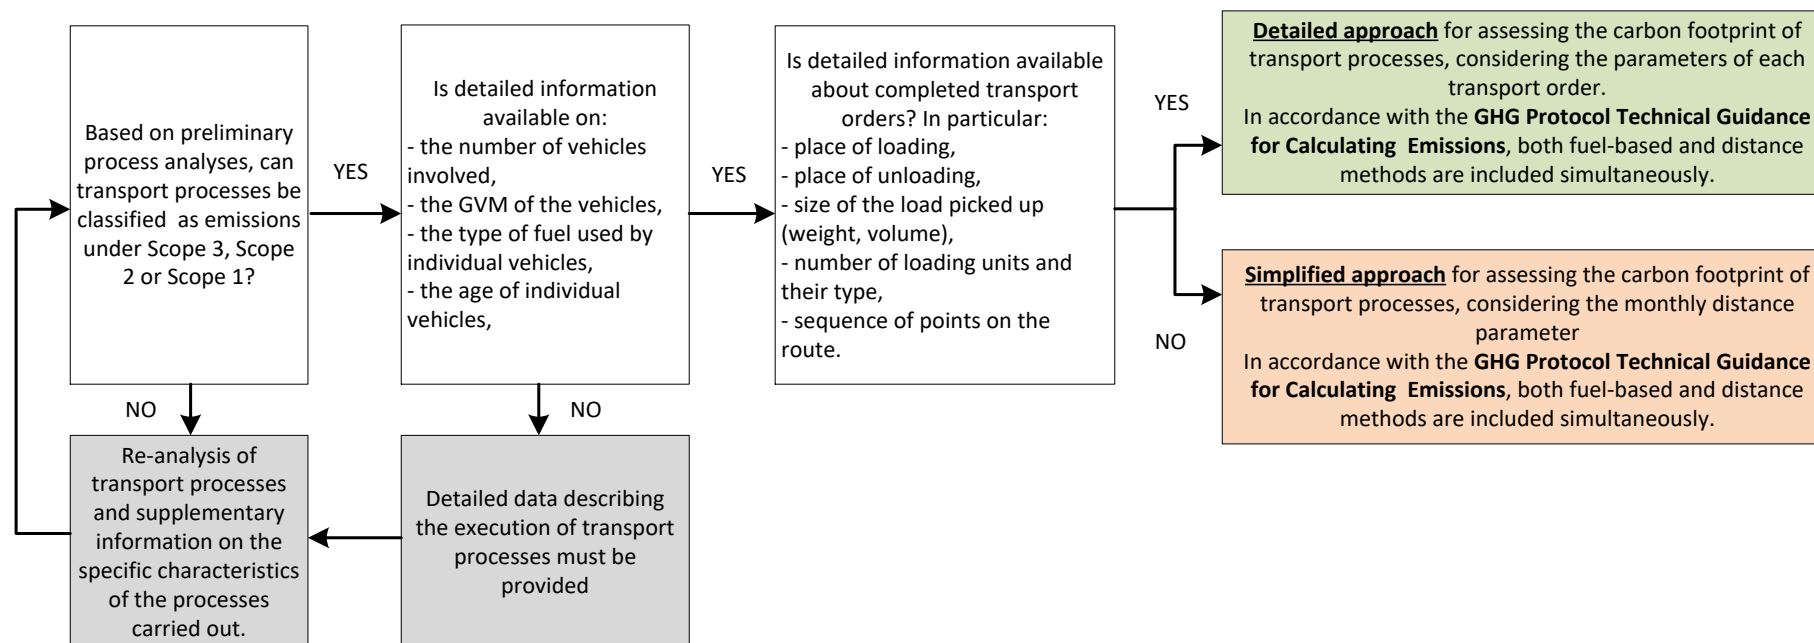 Based on preliminary
process analyses, can
transport processes be
classified  as emissions
under Scope 3, Scope
2 or Scope 1?
YES
NO
Is detailed information
available on:
- the number of vehicles
involved,
- the GVM of the vehicles,
- the type of fuel used by
individual vehicles,
- the age of individual
vehicles,
YES
NO
Is detailed information available
about completed transport
orders? In particular:
- place of loading,
- place of unloading,
- size of the load picked up
(weight, volume),
- number of loading units and
their type,
- sequence of points on the
route.
YES
NO
Detailed approach for assessing the carbon footprint of
transport processes, considering the parameters of each
transport order.
In accordance with the GHG Protocol Technical Guidance
for Calculating  Emissions, both fuel-based and distance
methods are included simultaneously.
Simplified approach for assessing the carbon footprint of
transport processes, considering the monthly distance
parameter
In accordance with the GHG Protocol Technical Guidance
for Calculating  Emissions, both fuel-based and distance
methods are included simultaneously.
Re-analysis of
transport processes
and supplementary
information on the
specific characteristics
of the processes
carried out.
Detailed data describing
the execution of transport
processes must be
provided